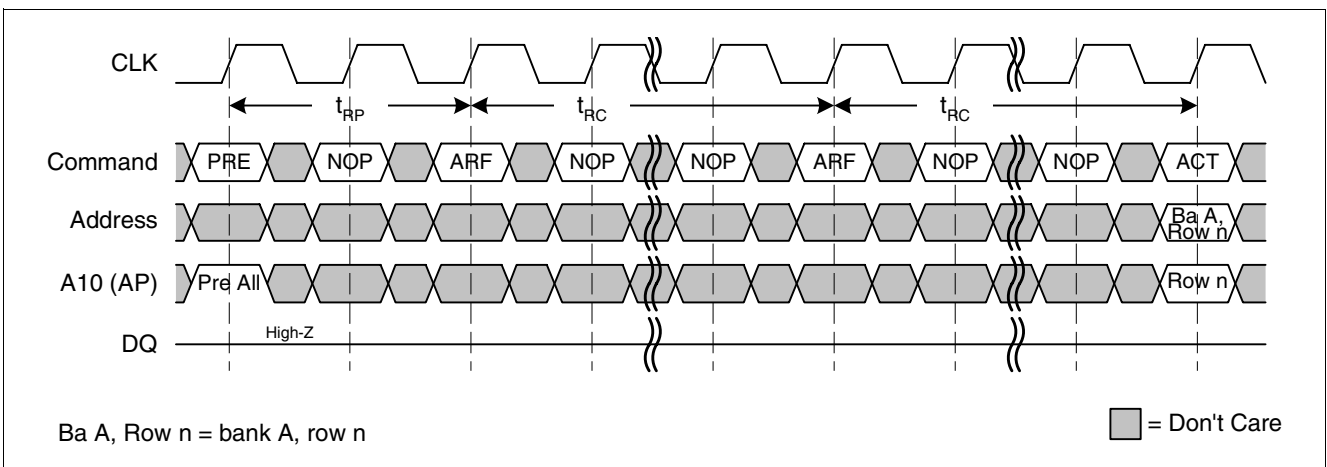 CLK
tRP tRC tRC
Command PRE NOP ARF NOP NOP ARF NOP NOP ACT
Address Ba A,
Row n
A10 (AP) Pre All Row n
High-Z
DQ
Ba A, Row n = bank A, row n
= Don't Care